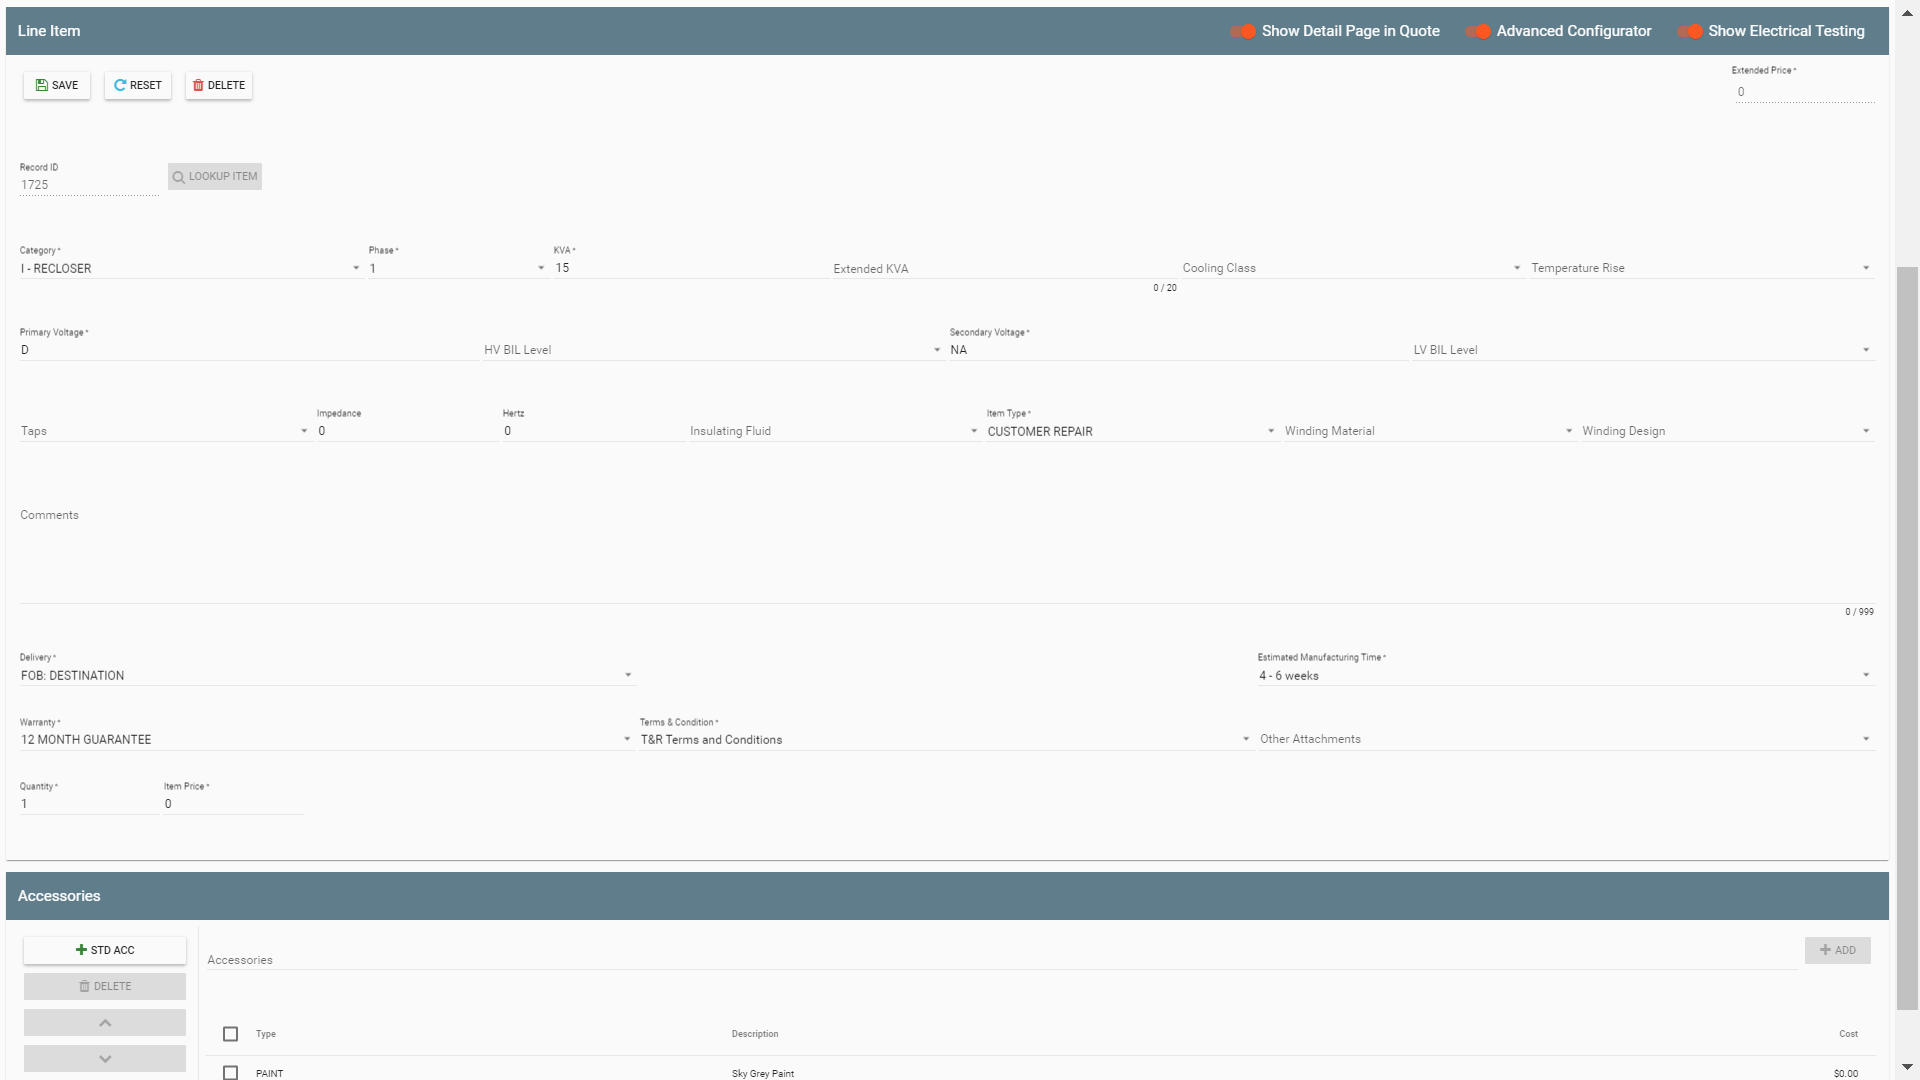 Line Item
Show Detail Page in Quote
Advanced Configurator
Show Electrical Testing
SAVE
RESET
DELETE
Extended Price *
0
Record ID
1725
LOOKUP ITEM
Category *
I - RECLOSER
Phase *
1
KVA *
15
Extended KVA
0 / 20
Cooling Class
Temperature Rise
Primary Voltage *
D
HV BIL Level
Secondary Voltage *
NA
LV BIL Level
Taps
Impedance
0
Hertz
0
Insulating Fluid
Item Type *
CUSTOMER REPAIR
Winding Material
Winding Design
Comments
0 / 999
Delivery *
FOB: DESTINATION
Estimated Manufacturing Time *
4 - 6 weeks
Warranty *
12 MONTH GUARANTEE
Terms & Condition *
T&R Terms and Conditions
Other Attachments
Quantity *
1
Item Price *
0
Accessories
STD ACC
DELETE
Accessories
ADD
Type
Description
Cost
PAINT
Sky Grey Paint
$0.00